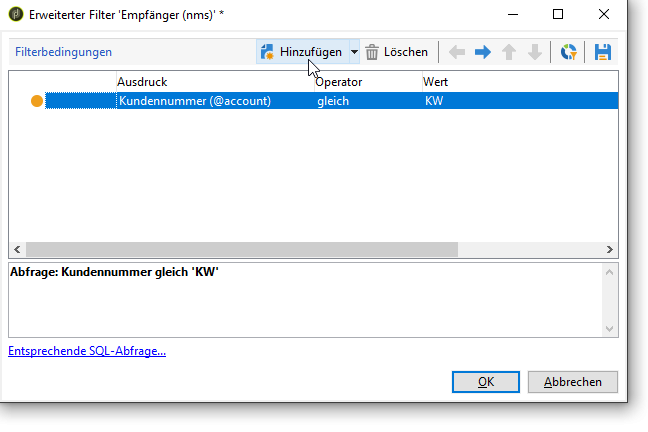 Erweiterter Filter 'Empfänger (nms)' *
Filterbedingungen Hinzufügen Löschen
Ausdruck Operator Wert
Kundennummer (@account) gleich KW
Abfrage: Kundennummer gleich 'KW'
Entsprechende SQL-Abfrage...
OK Abbrechen